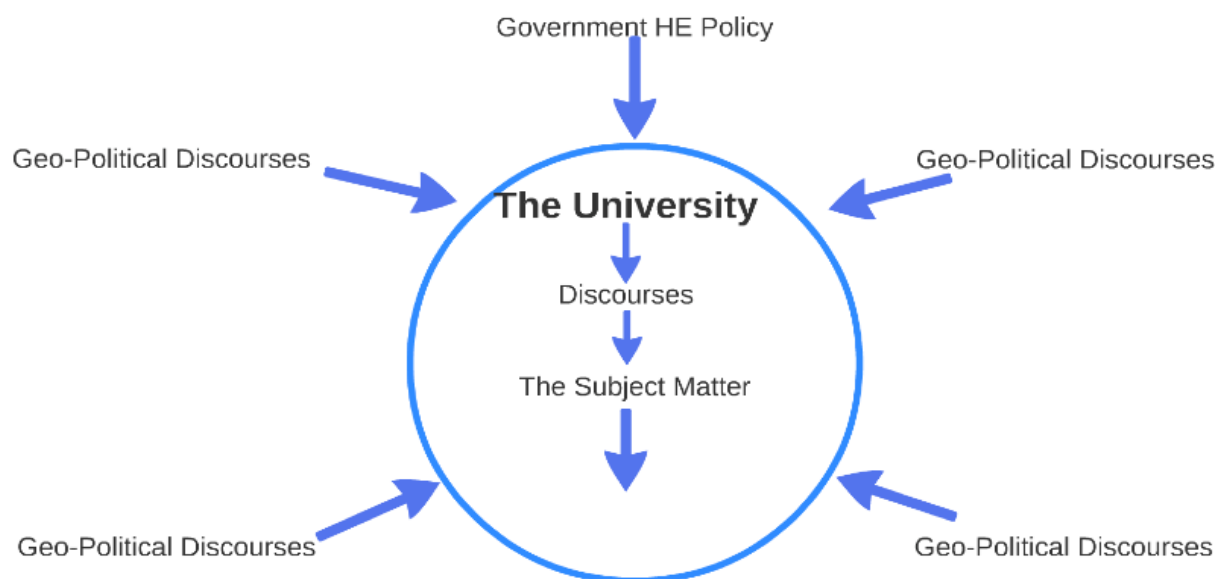 Government HE Policy
Geo-Political Discourses
Geo-Political Discourses
The University
Discourses
The Subject Matter
Geo-Political Discourses
Geo-Political Discourses